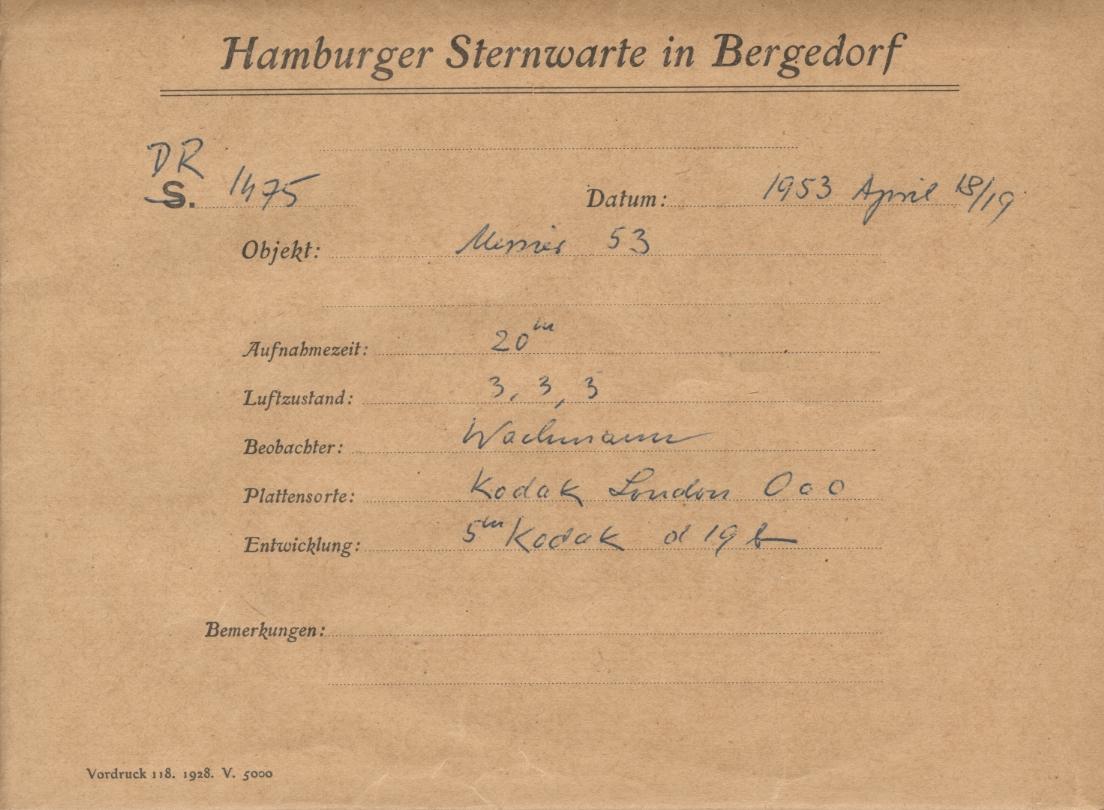 Hamburger Sternwarte in Bergedorf
DR
S. 1475 Datum: 1953 April 18/19
Objekt: Messier 53
Aufnahmezeit: 20m
Luftzustand: 3, 3, 3
Beobachter: Wachmann
Plattensorte: Kodak London OaO
Entwicklung: 5m Kodak d 19 b
Bemerkungen:
Vordruck 118. 1928. V. 5000